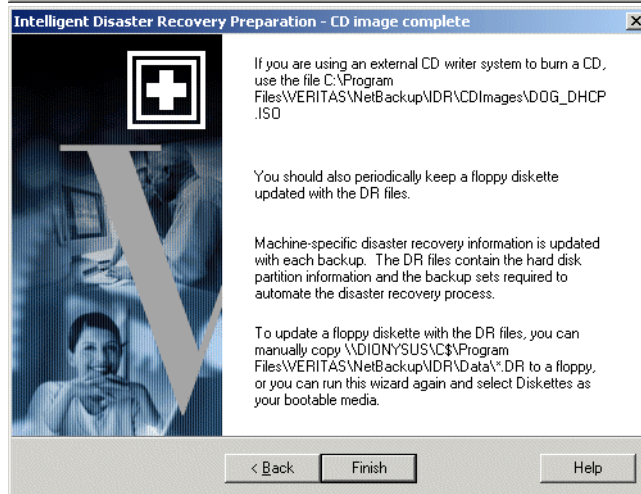 Intelligent Disaster Recovery Preparation - CD image complete
If you are using an external CD writer system to burn a CD,
use the file C:\Program
Files\VERITAS\NetBackup\IDR\CDImages\DOG_DHCP
.ISO
You should also periodically keep a floppy diskette
updated with the DR files.
Machine-specific disaster recovery information is updated
with each backup.  The DR files contain the hard disk
partition information and the backup sets required to
automate the disaster recovery process.
To update a floppy diskette with the DR files, you can
manually copy \\DIONYSUS\C$\Program
Files\VERITAS\NetBackup\IDR\Data\*.DR to a floppy,
or you can run this wizard again and select Diskettes as
your bootable media.
< Back Finish Help